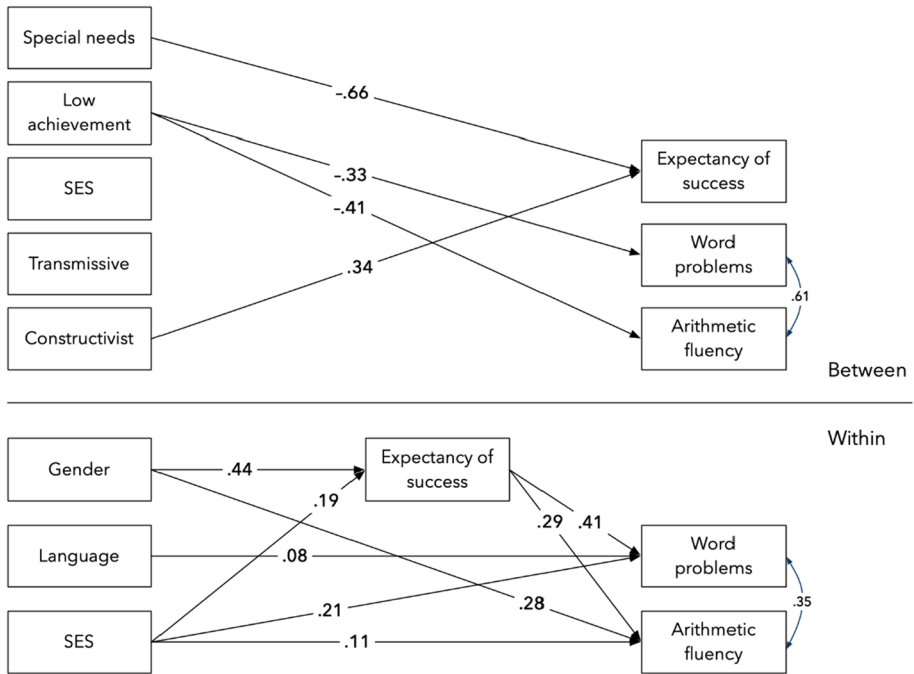 Special needs
-.66
Low
achievement
Expectancy of
success
-.33
SES
-.41
Word
problems
Transmissive
.34
.61
Constructivist
Arithmetic
fluency
Between
Within
Gender
.44
Expectancy of
success
.19
.29
.41
Language
.08
Word
problems
.21
.28
.35
SES
.11
Arithmetic
fluency